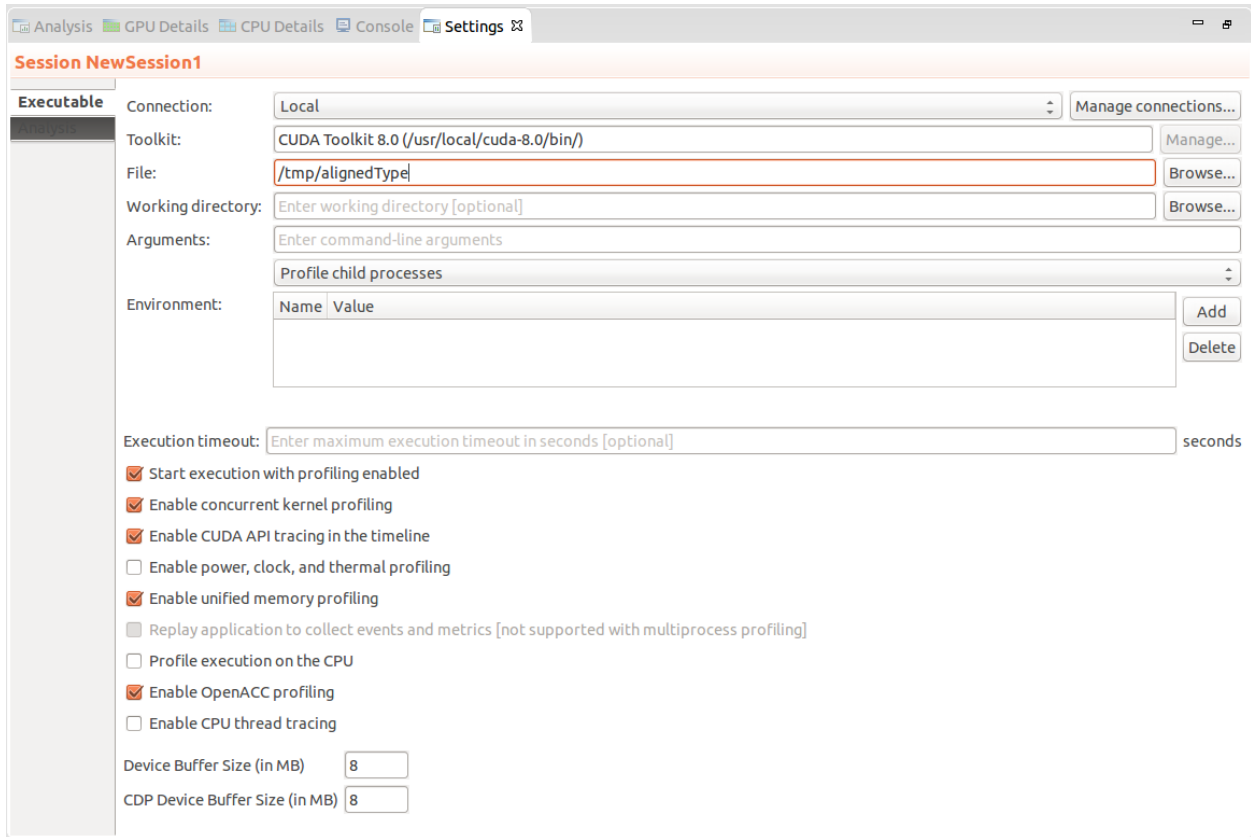 Analysis GPU Details CPU Details Console Settings
Session NewSession1
Executable
Analysis
Connection: Local Manage connections...
Toolkit: CUDA Toolkit 8.0 (/usr/local/cuda-8.0/bin/) Manage...
File: /tmp/alignedType Browse...
Working directory: Enter working directory [optional] Browse...
Arguments: Enter command-line arguments
Profile child processes
Environment: Name Value Add
Delete
Execution timeout: Enter maximum execution timeout in seconds [optional] seconds
Start execution with profiling enabled
Enable concurrent kernel profiling
Enable CUDA API tracing in the timeline
Enable power, clock, and thermal profiling
Enable unified memory profiling
Replay application to collect events and metrics [not supported with multiprocess profiling]
Profile execution on the CPU
Enable OpenACC profiling
Enable CPU thread tracing
Device Buffer Size (in MB) 8
CDP Device Buffer Size (in MB) 8